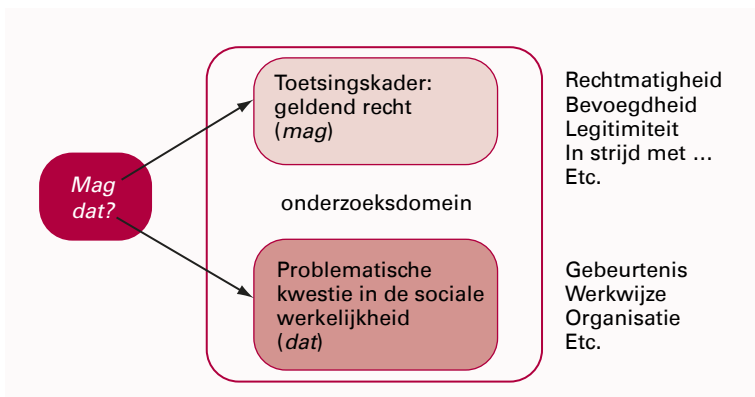 Mag
dat?
Toetsingskader:
geldend recht
(mag)
onderzoeksdomein
Problematische
kwestie in de sociale
werkelijkheid
(dat)
Rechtmatigheid
Bevoegdheid
Legitimiteit
In strijd met …
Etc.
Gebeurtenis
Werkwijze
Organisatie
Etc.